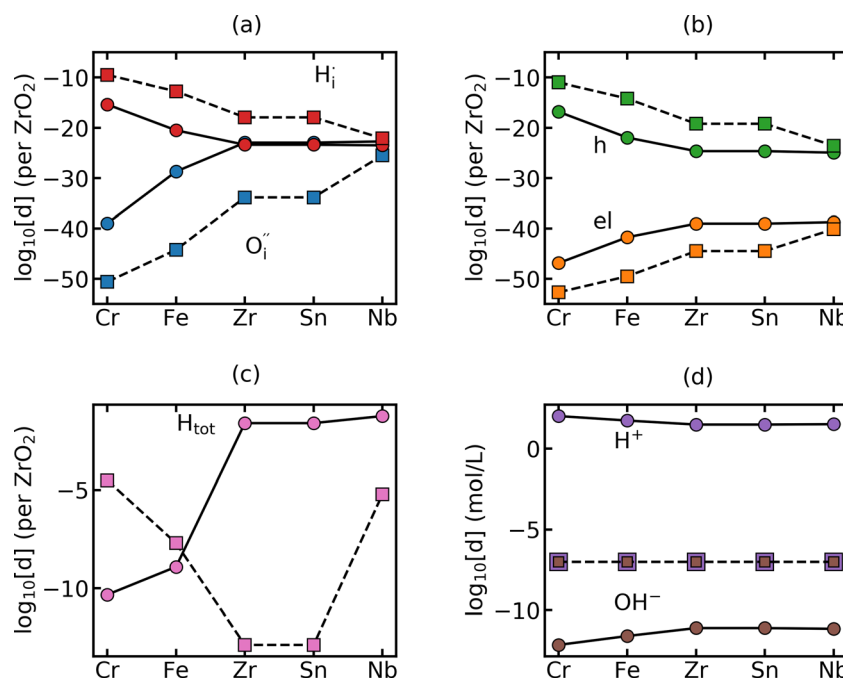 (a)
log₁₀[d] (per ZrO₂)
−10
−20
−30
−40
−50
Hᵢ˙
Oᵢ″
Cr Fe Zr Sn Nb
(b)
log₁₀[d] (per ZrO₂)
−10
−20
−30
−40
−50
h
el
Cr Fe Zr Sn Nb
(c)
log₁₀[d] (per ZrO₂)
−5
−10
H_tot
Cr Fe Zr Sn Nb
(d)
log₁₀[d] (mol/L)
0
−5
−10
H⁺
OH⁻
Cr Fe Zr Sn Nb